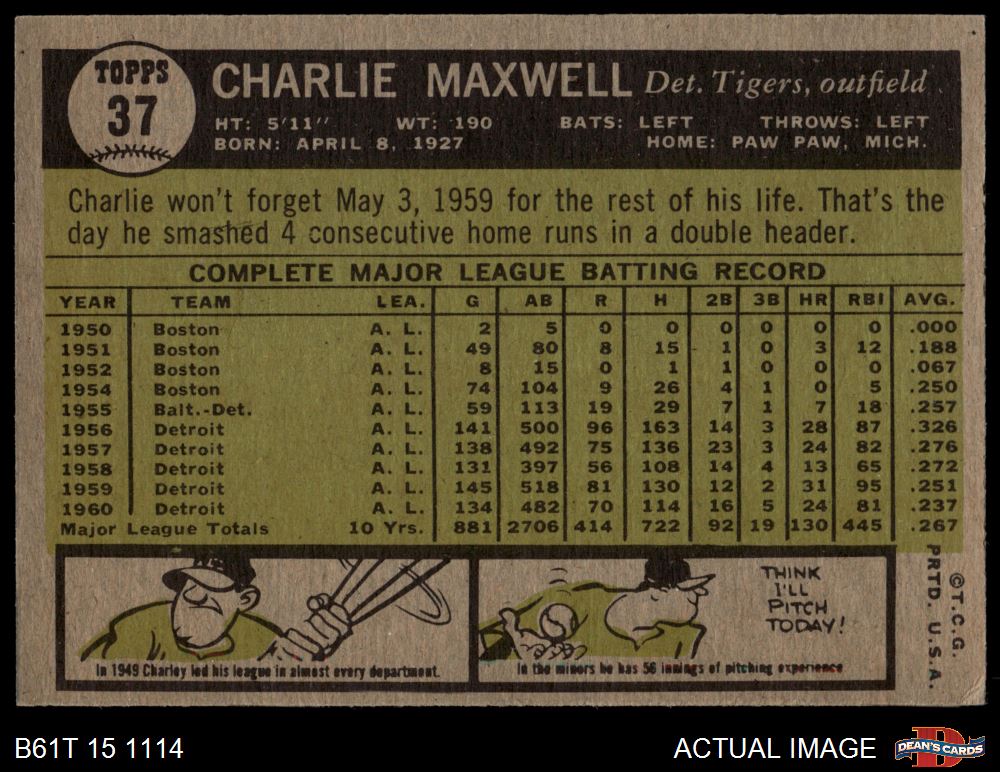 TOPPS
37
CHARLIE MAXWELL Det. Tigers, outfield
HT: 5'11" WT: 190 BATS: LEFT THROWS: LEFT
BORN: APRIL 8, 1927 HOME: PAW PAW, MICH.
Charlie won't forget May 3, 1959 for the rest of his life. That's the
day he smashed 4 consecutive home runs in a double header.
COMPLETE MAJOR LEAGUE BATTING RECORD
YEAR TEAM LEA. G AB R H 2B 3B HR RBI AVG.
1950 Boston A. L. 2 5 0 0 0 0 0 0 .000
1951 Boston A. L. 49 80 8 15 1 0 3 12 .188
1952 Boston A. L. 8 15 0 1 1 0 0 0 .067
1954 Boston A. L. 74 104 9 26 4 1 0 5 .250
1955 Balt.-Det. A. L. 59 113 19 29 7 1 7 18 .257
1956 Detroit A. L. 141 500 96 163 14 3 28 87 .326
1957 Detroit A. L. 138 492 75 136 23 3 24 82 .276
1958 Detroit A. L. 131 397 56 108 14 4 13 65 .272
1959 Detroit A. L. 145 518 81 130 12 2 31 95 .251
1960 Detroit A. L. 134 482 70 114 16 5 24 81 .237
Major League Totals 10 Yrs. 881 2706 414 722 92 19 130 445 .267
In 1949 Charley led his league in almost every department.
THINK
I'LL
PITCH
TODAY!
In the minors he has 56 innings of pitching experience
©T.C.G.
PRTD. U.S.A.
B61T 15 1114
ACTUAL IMAGE
D
DEAN'S CARDS